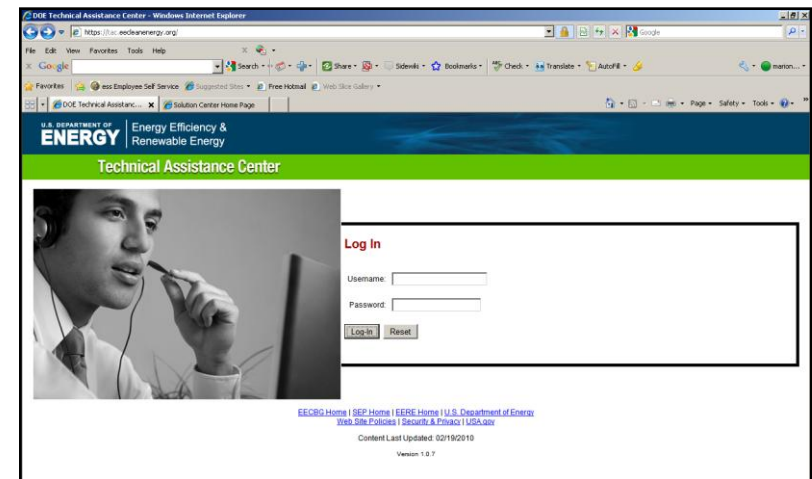 DOE Technical Assistance Center - Windows Internet Explorer
https://tac.eecleanenergy.org/
Google
File Edit View Favorites Tools Help
Google Search Share Sidewiki Bookmarks Check Translate AutoFill marion...
Favorites ess Employee Self Service Suggested Sites Free Hotmail Web Slice Gallery
DOE Technical Assistanc... Solution Center Home Page Page Safety Tools
U.S. DEPARTMENT OF
ENERGY
Energy Efficiency &
Renewable Energy
Technical Assistance Center
Log In
Username:
Password:
Log-In Reset
EECBG Home | SEP Home | EERE Home | U.S. Department of Energy
Web Site Policies | Security & Privacy | USA.gov
Content Last Updated: 02/19/2010
Version 1.0.7